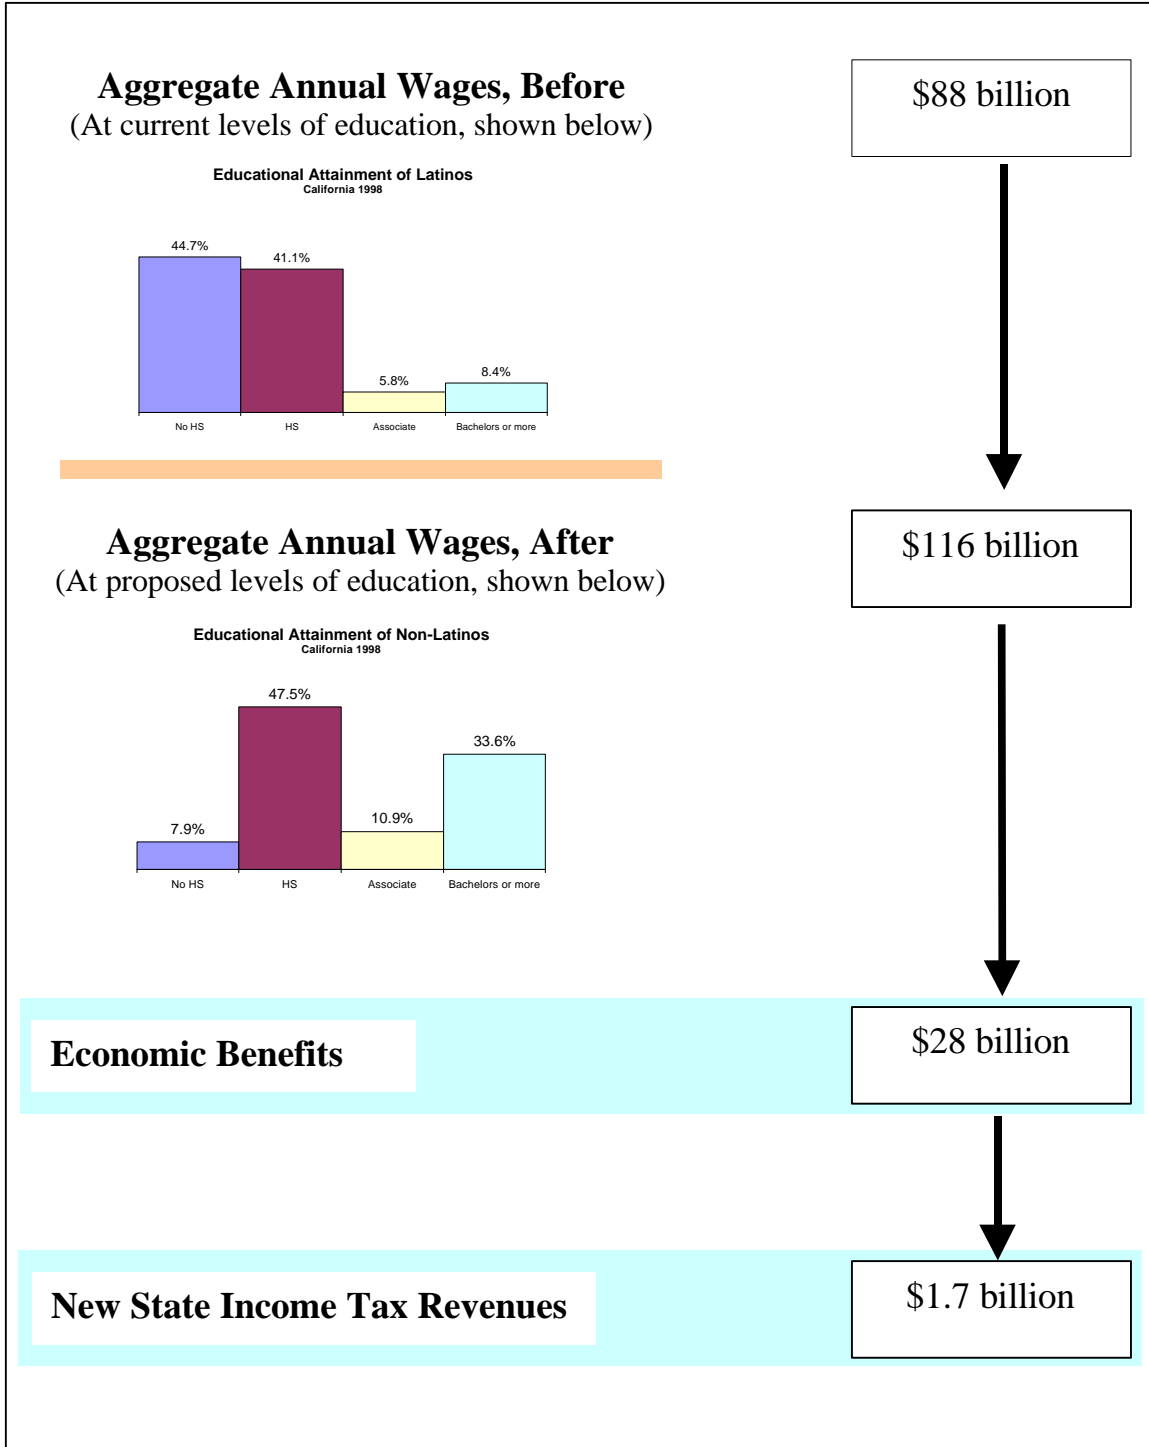 Aggregate Annual Wages, Before
(At current levels of education, shown below)
$88 billion
Educational Attainment of Latinos
California 1998
44.7%
41.1%
5.8%
8.4%
No HS
HS
Associate
Bachelors or more
Aggregate Annual Wages, After
(At proposed levels of education, shown below)
$116 billion
Educational Attainment of Non-Latinos
California 1998
7.9%
47.5%
10.9%
33.6%
No HS
HS
Associate
Bachelors or more
Economic Benefits
$28 billion
New State Income Tax Revenues
$1.7 billion